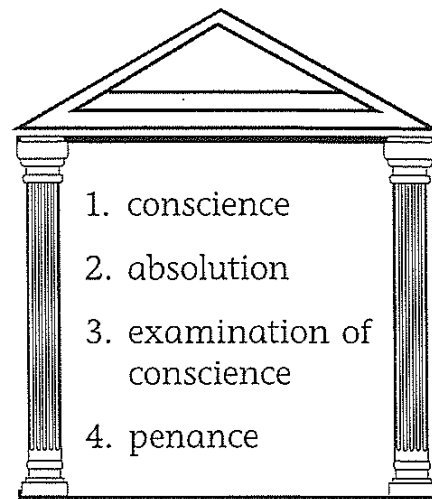 1. conscience
2. absolution
3. examination of
conscience
4. penance